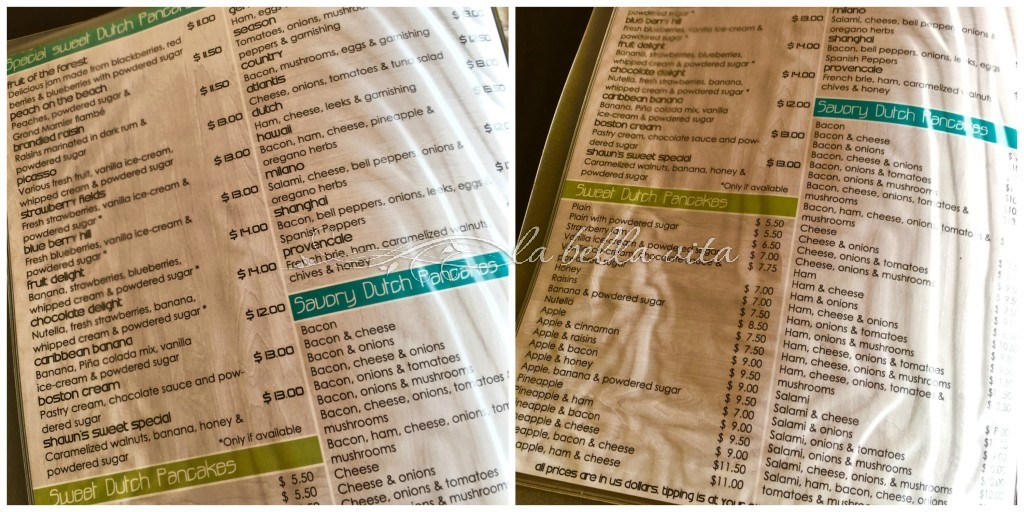 Special Sweet Dutch Pancakes
fruit of the forest $ 11.00
Delicious jam made from blackberries, red
berries & blueberries with powdered sugar
peach on the beach $ 11.50
Peaches, powdered sugar &
Grand Marnier flambé
brandied raisin $ 11.50
Raisins marinated in dark rum &
powdered sugar
picasso $ 13.00
Various fresh fruit, vanilla ice-cream,
whipped cream & powdered sugar
strawberry fields $ 13.00
Fresh strawberries, vanilla ice-cream &
powdered sugar *
blue berry hill $ 13.00
Fresh blueberries, vanilla ice-cream &
powdered sugar *
fruit delight $ 14.00
Banana, strawberries, blueberries,
whipped cream & powdered sugar *
chocolate delight $ 14.00
Nutella, fresh strawberries, banana,
whipped cream & powdered sugar *
caribbean banana $ 12.00
Banana, Piña colada mix, vanilla
ice-cream & powdered sugar
boston cream $ 13.00
Pastry cream, chocolate sauce and pow-
dered sugar
shawn's sweet special $ 13.00
Caramelized walnuts, banana, honey &
powdered sugar
*Only if available
Sweet Dutch Pancakes
$ 5.50
$ 5.50
Ham, eggs,
season
Tomatoes, onions, mushrooms,
peppers & garnishing
country
Bacon, mushrooms, eggs & garnishing
atlantis
Cheese, onions, tomatoes & tuna salad
dutch
Ham, cheese, leeks & garnishing
hawaii
Bacon, ham, cheese, pineapple &
oregano herbs
milano
Salami, cheese, bell peppers, onions &
oregano herbs
shanghai
Bacon, bell peppers, onions, leeks, eggs
Spanish Peppers
provencale
French brie, ham, caramelized walnuts,
chives & honey
Savory Dutch Pancakes
Bacon
Bacon & cheese
Bacon & onions
Bacon, cheese & onions
Bacon, onions & tomatoes
Bacon, onions & mushrooms
Bacon, cheese, onions, tomatoes &
mushrooms
Bacon, ham, cheese, onions,
mushrooms
Cheese
Cheese & onions
Cheese, onions & tomatoes
la bella vita
powdered sugar *
blue berry hill $ 13.00
Fresh blueberries, vanilla ice-cream &
powdered sugar *
fruit delight $ 14.00
Banana, strawberries, blueberries,
whipped cream & powdered sugar *
chocolate delight $ 14.00
Nutella, fresh strawberries, banana,
whipped cream & powdered sugar *
caribbean banana $ 12.00
Banana, Piña colada mix, vanilla
ice-cream & powdered sugar
boston cream $ 13.00
Pastry cream, chocolate sauce and pow-
dered sugar
shawn's sweet special $ 13.00
Caramelized walnuts, banana, honey &
powdered sugar
*Only if available
Sweet Dutch Pancakes
Plain $ 5.50
Plain with powdered sugar $ 5.50
Strawberry $ 6.50
Vanilla ice & powdered $ 7.00
$ 7.75
Honey $ 7.00
Raisins $ 7.00
Banana & powdered sugar $ 7.50
Nutella $ 8.50
Apple $ 7.50
Apple & cinnamon $ 7.50
Apple & raisins $ 9.00
Apple & bacon $ 9.50
Apple & honey $ 9.00
Apple, banana & powdered sugar $ 9.50
Pineapple $ 7.00
Pineapple & ham $ 9.00
Pineapple & bacon $ 9.50
& cheese $ 9.00
bacon & cheese $11.50
ham & cheese $11.00
all prices are in us dollars. tipping is at your
milano
Salami, cheese, bell peppers, onions &
oregano herbs
shanghai
Bacon, bell peppers, onions, leeks, eggs
Spanish Peppers
provencale
French brie, ham, caramelized walnuts
chives & honey
Savory Dutch Pancakes
Bacon
Bacon & cheese
Bacon & onions
Bacon, cheese & onions
Bacon, onions & tomatoes
Bacon, onions & mushrooms
Bacon, cheese, onions, tomatoes &
mushrooms
Bacon, ham, cheese, onions, tomatoes &
mushrooms
Cheese
Cheese & onions
Cheese, onions & tomatoes
Cheese, onions & mushrooms
Ham
Ham & cheese
Ham & onions
Ham, cheese & onions
Ham, onions & tomatoes
Ham, onions & mushrooms
Ham, cheese, onions & mushrooms
Ham, cheese, onions, tomatoes &
mushrooms
Salami
Salami & cheese
Salami & onions
Salami, onions & tomatoes
Salami, onions & mushrooms
Salami, cheese, onions, & mushrooms
Salami, ham, bacon, cheese, onions,
tomatoes & mushrooms